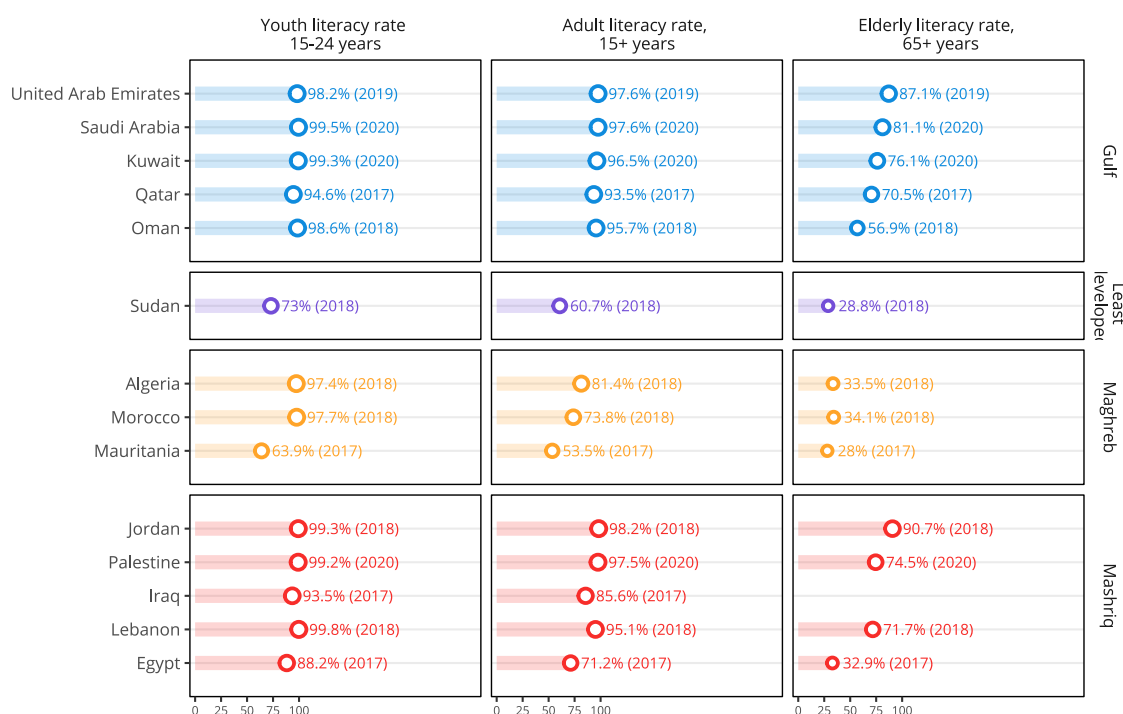 Youth literacy rate
15-24 years
Adult literacy rate,
15+ years
Elderly literacy rate,
65+ years
United Arab Emirates 98.2% (2019) 97.6% (2019) 87.1% (2019)
Saudi Arabia 99.5% (2020) 97.6% (2020) 81.1% (2020)
Kuwait 99.3% (2020) 96.5% (2020) 76.1% (2020)
Qatar 94.6% (2017) 93.5% (2017) 70.5% (2017)
Oman 98.6% (2018) 95.7% (2018) 56.9% (2018)
Gulf
Sudan 73% (2018) 60.7% (2018) 28.8% (2018)
Least
evelope
Algeria 97.4% (2018) 81.4% (2018) 33.5% (2018)
Morocco 97.7% (2018) 73.8% (2018) 34.1% (2018)
Mauritania 63.9% (2017) 53.5% (2017) 28% (2017)
Maghreb
Jordan 99.3% (2018) 98.2% (2018) 90.7% (2018)
Palestine 99.2% (2020) 97.5% (2020) 74.5% (2020)
Iraq 93.5% (2017) 85.6% (2017)
Lebanon 99.8% (2018) 95.1% (2018) 71.7% (2018)
Egypt 88.2% (2017) 71.2% (2017) 32.9% (2017)
Mashriq
0 25 50 75 100 0 25 50 75 100 0 25 50 75 100